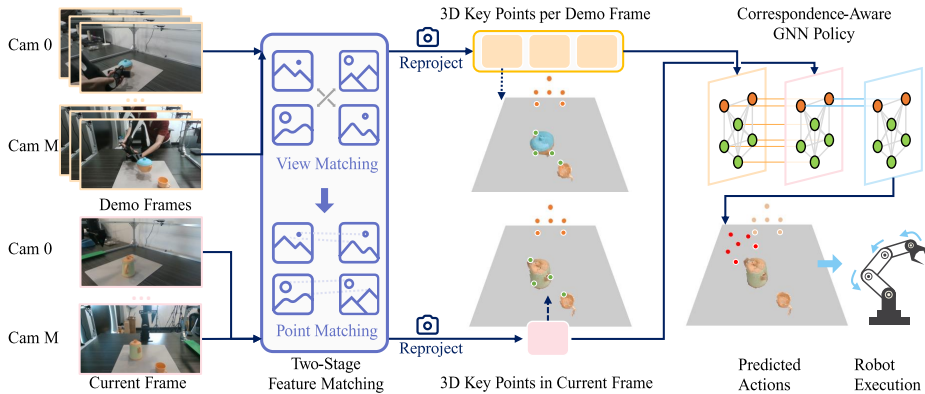 3D Key Points per Demo Frame
Correspondence-Aware
GNN Policy
Cam 0
Reproject
Cam M
View Matching
Demo Frames
Cam 0
Point Matching
Cam M
Reproject
Two-Stage
Feature Matching
Current Frame
3D Key Points in Current Frame
Predicted
Actions
Robot
Execution